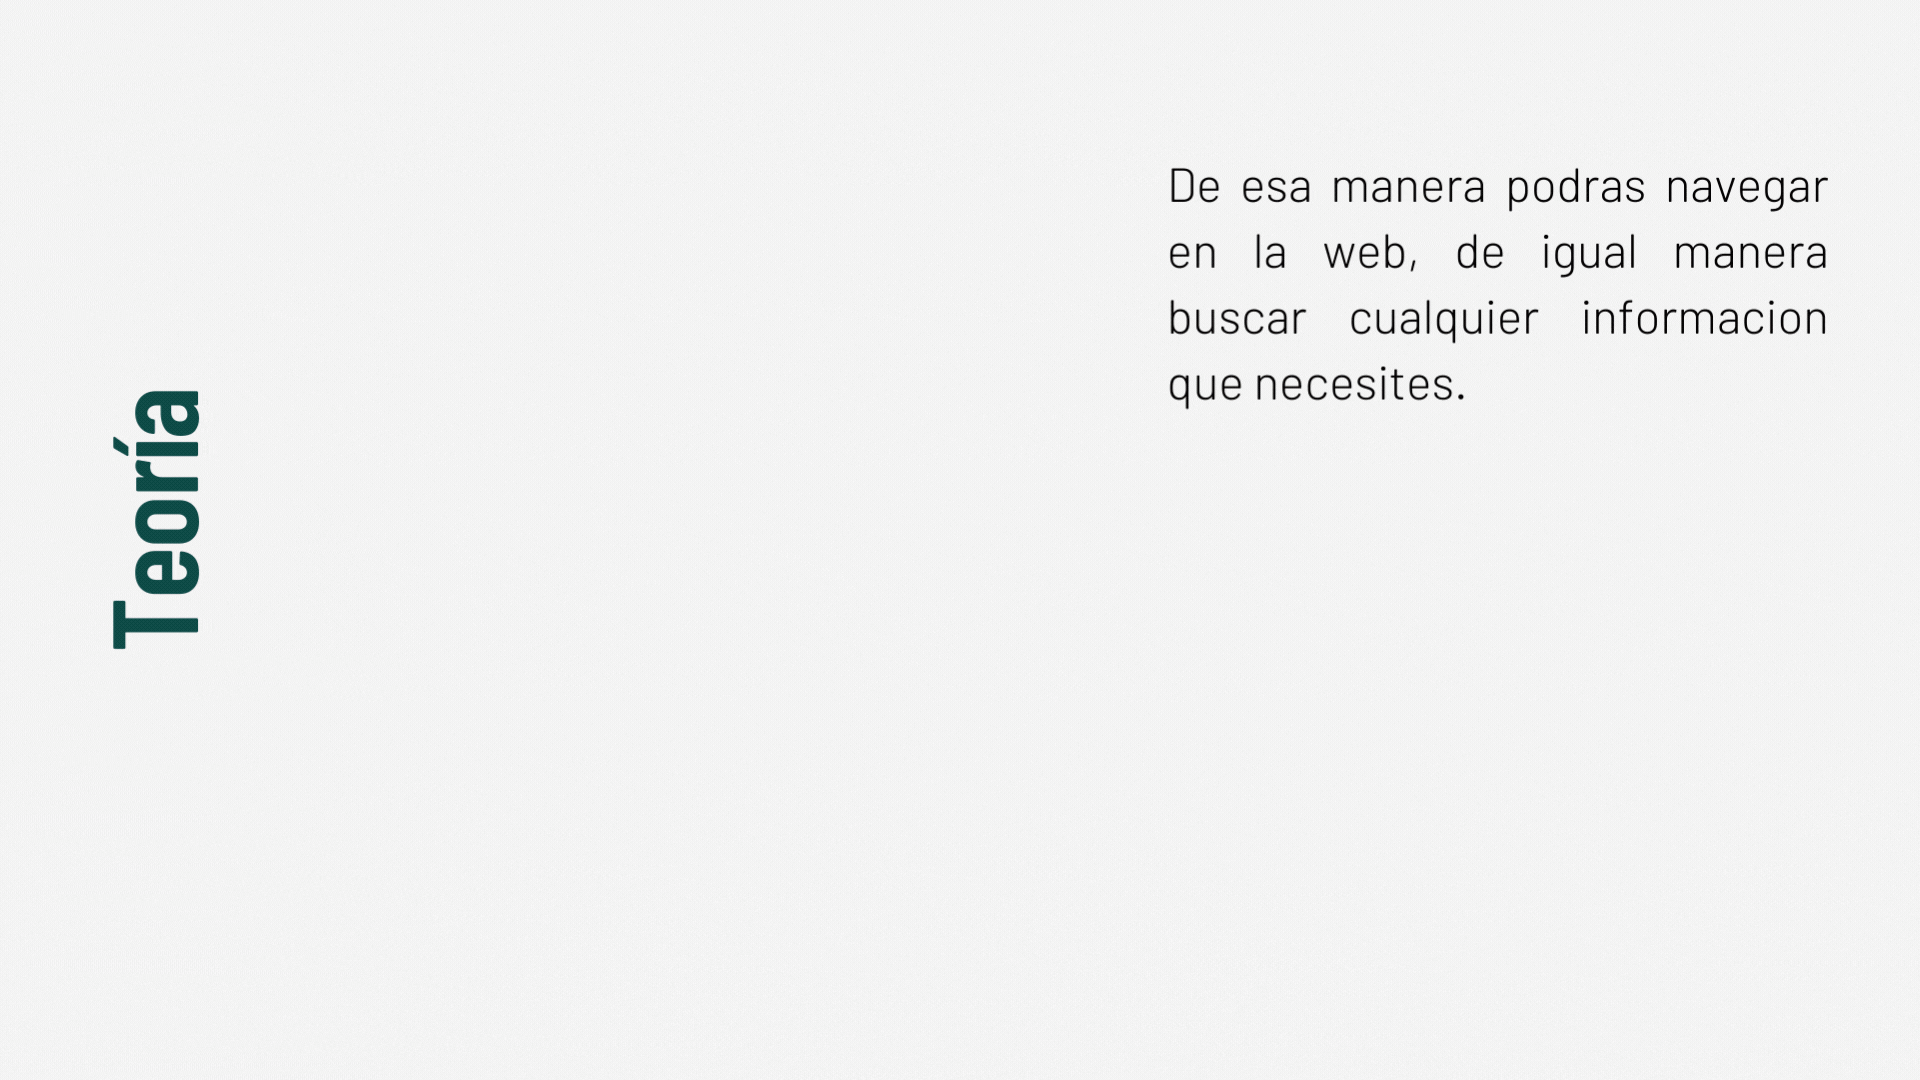 Teoría
De esa manera podras navegar
en la web, de igual manera
buscar cualquier informacion
que necesites.